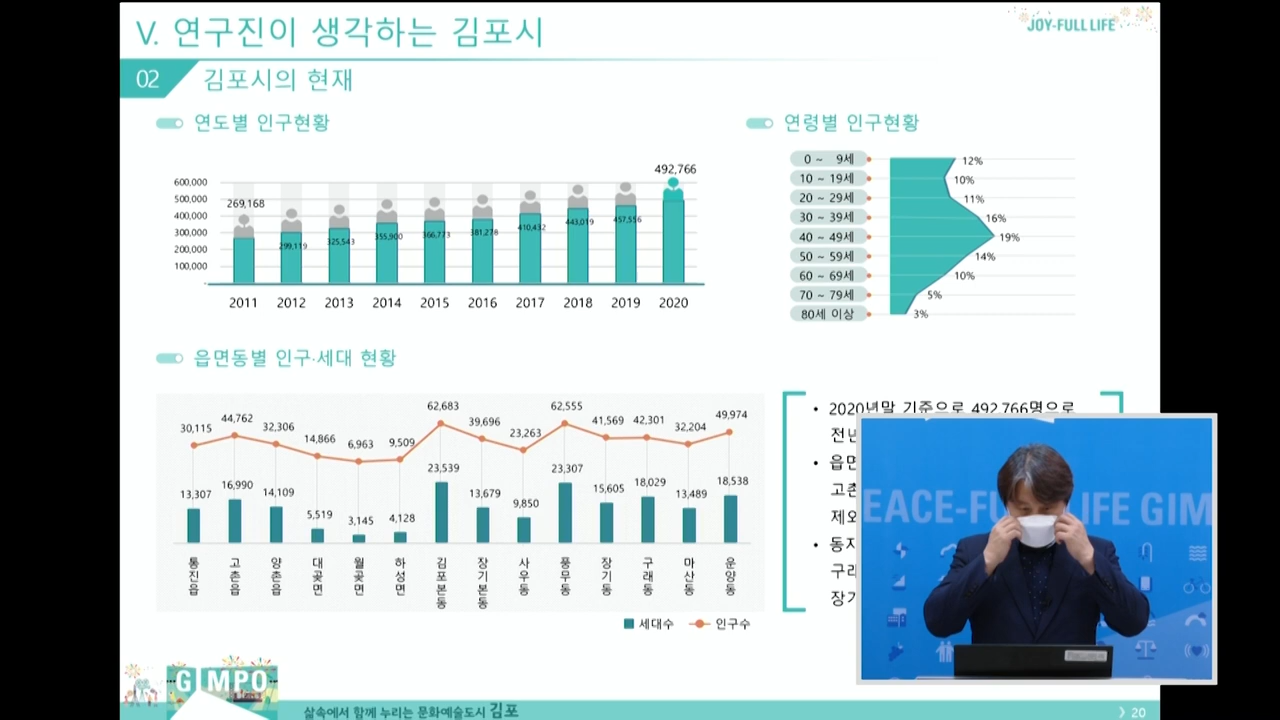 V. 연구진이 생각하는 김포시
JOY-FULL LIFE
02 김포시의 현재
연도별 인구현황
492,766
600,000
500,000
400,000
300,000
200,000
100,000
-
269,168
299,119
325,543
355,900
366,773
381,278
410,432
443,019
457,556
2011 2012 2013 2014 2015 2016 2017 2018 2019 2020
연령별 인구현황
0 ~ 9세 12%
10 ~ 19세 10%
20 ~ 29세 11%
30 ~ 39세 16%
40 ~ 49세 19%
50 ~ 59세 14%
60 ~ 69세 10%
70 ~ 79세 5%
80세 이상 3%
읍면동별 인구·세대 현황
30,115 44,762 32,306 14,866 6,963 9,509 62,683 39,696 23,263 62,555 41,569 42,301 32,204 49,974
13,307 16,990 14,109 5,519 3,145 4,128 23,539 13,679 9,850 23,307 15,605 18,029 13,489 18,538
통진읍 고촌읍 양촌읍 대곶면 월곶면 하성면 김포본동 장기본동 사우동 풍무동 장기동 구래동 마산동 운양동
세대수 인구수
• 2020년말 기준으로 492,766명으로
전년
• 읍면
고촌
제외
• 동지
구래
장기
EACE-FU LIFE GIM
GIMPO
삶속에서 함께 누리는 문화예술도시 김포
》20